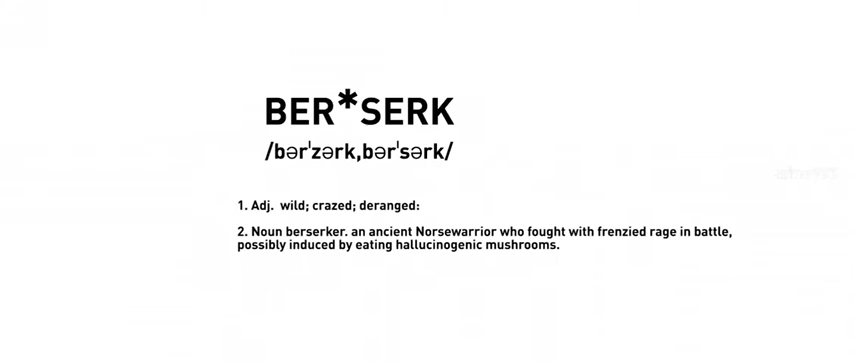 BER*SERK
/bərˈzərk,bərˈsərk/
1. Adj. wild; crazed; deranged:
2. Noun berserker. an ancient Norsewarrior who fought with frenzied rage in battle,
possibly induced by eating hallucinogenic mushrooms.